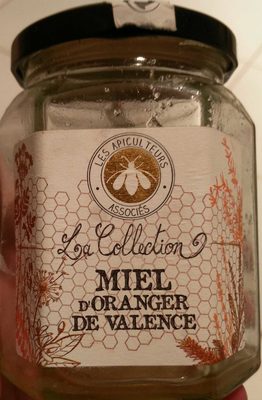 LES APICULTEURS
ASSOCIÉS
La Collection
MIEL
D'ORANGER
DE VALENCE